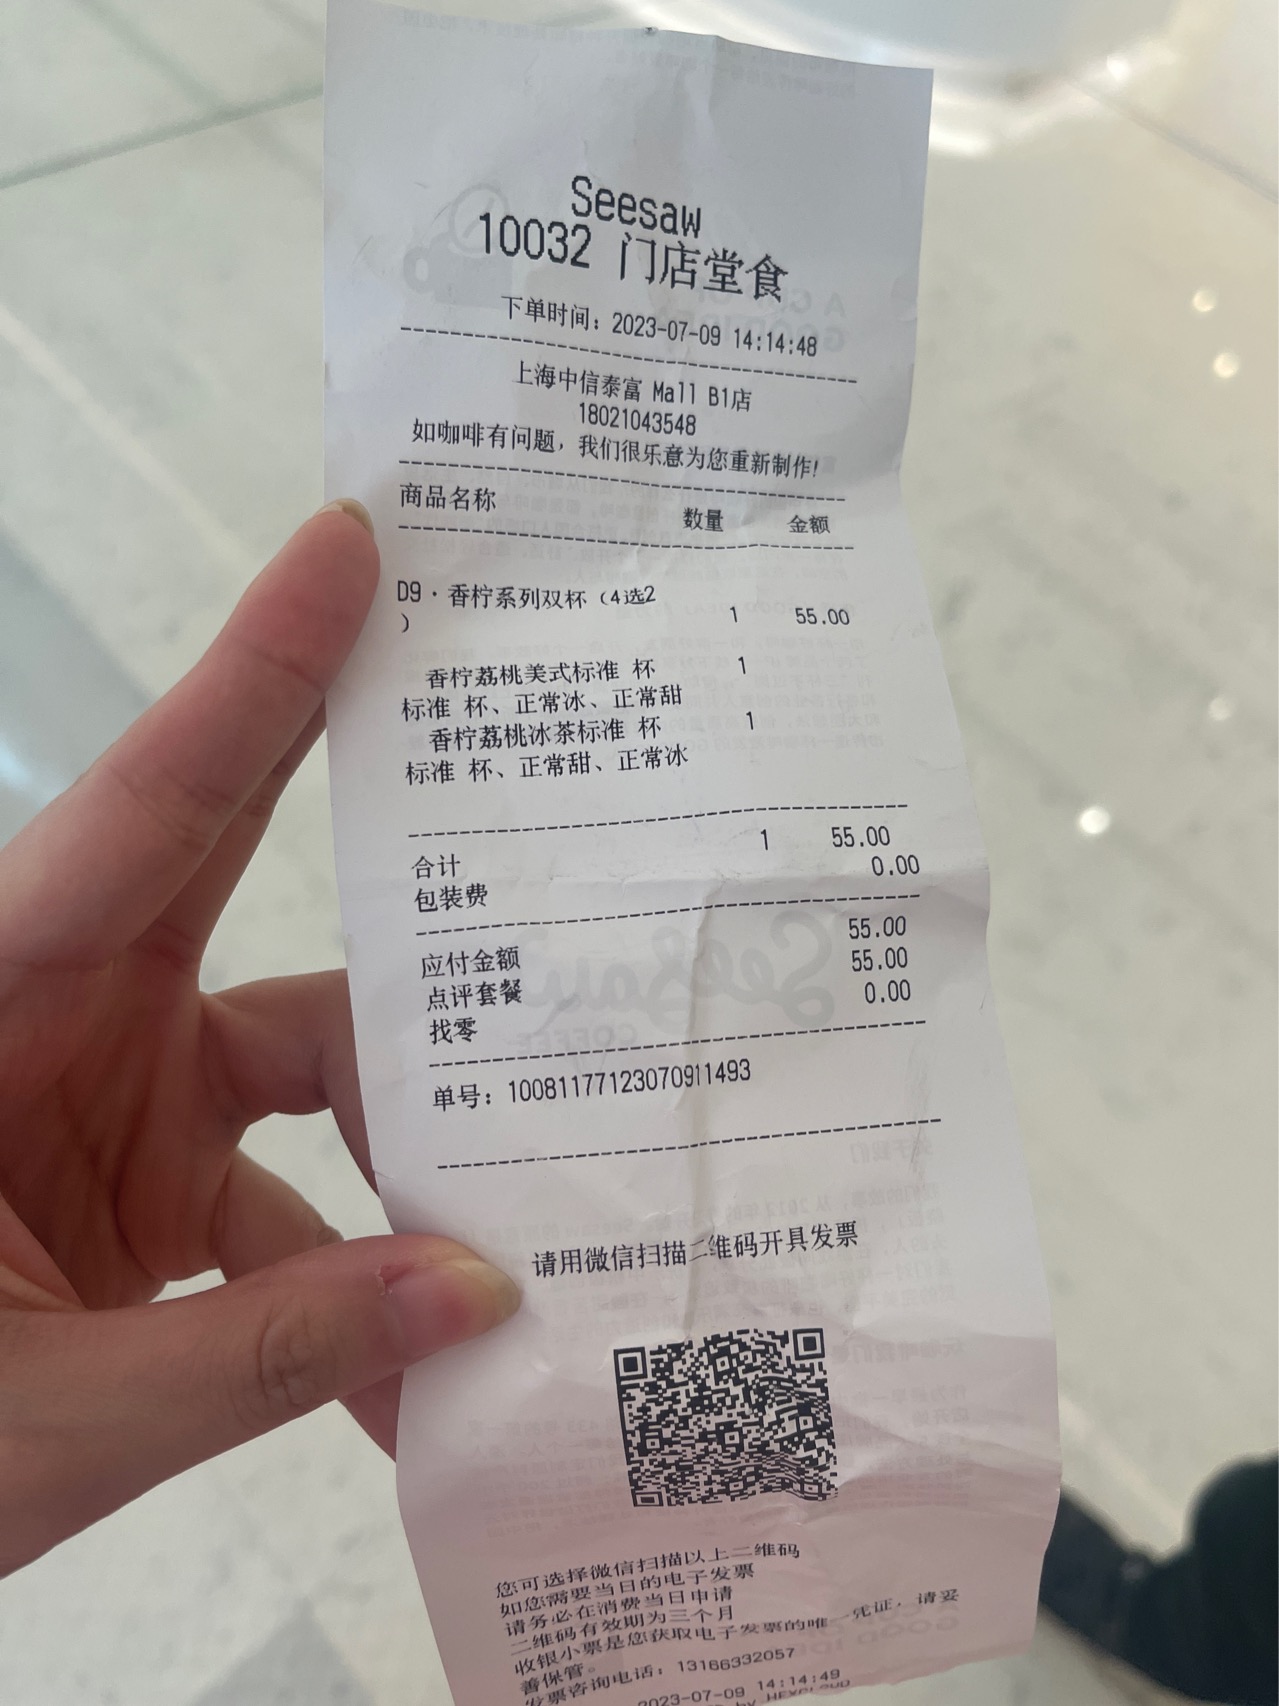 Seesaw
10032 门店堂食
下单时间：2023-07-09 14:14:48
上海中信泰富 Mall B1店
18021043548
如咖啡有问题，我们很乐意为您重新制作！
商品名称 数量 金额
D9·香柠系列双杯（4选2
） 1 55.00
香柠荔桃美式标准 杯 1
标准 杯、正常冰、正常甜
香柠荔桃冰茶标准 杯 1
标准 杯、正常甜、正常冰
合计 1 55.00
包装费 0.00
应付金额 55.00
点评套餐 55.00
找零 0.00
单号：10081177123070911493
请用微信扫描二维码开具发票
您可选择微信扫描以上二维码
如您需要当日的电子发票
请务必在消费当日申请
二维码有效期为三个月
收银小票是您获取电子发票的唯一凭证，请妥
善保管。
发票咨询电话：13166332057
2023-07-09 14:14:49
by HEXCLOUD